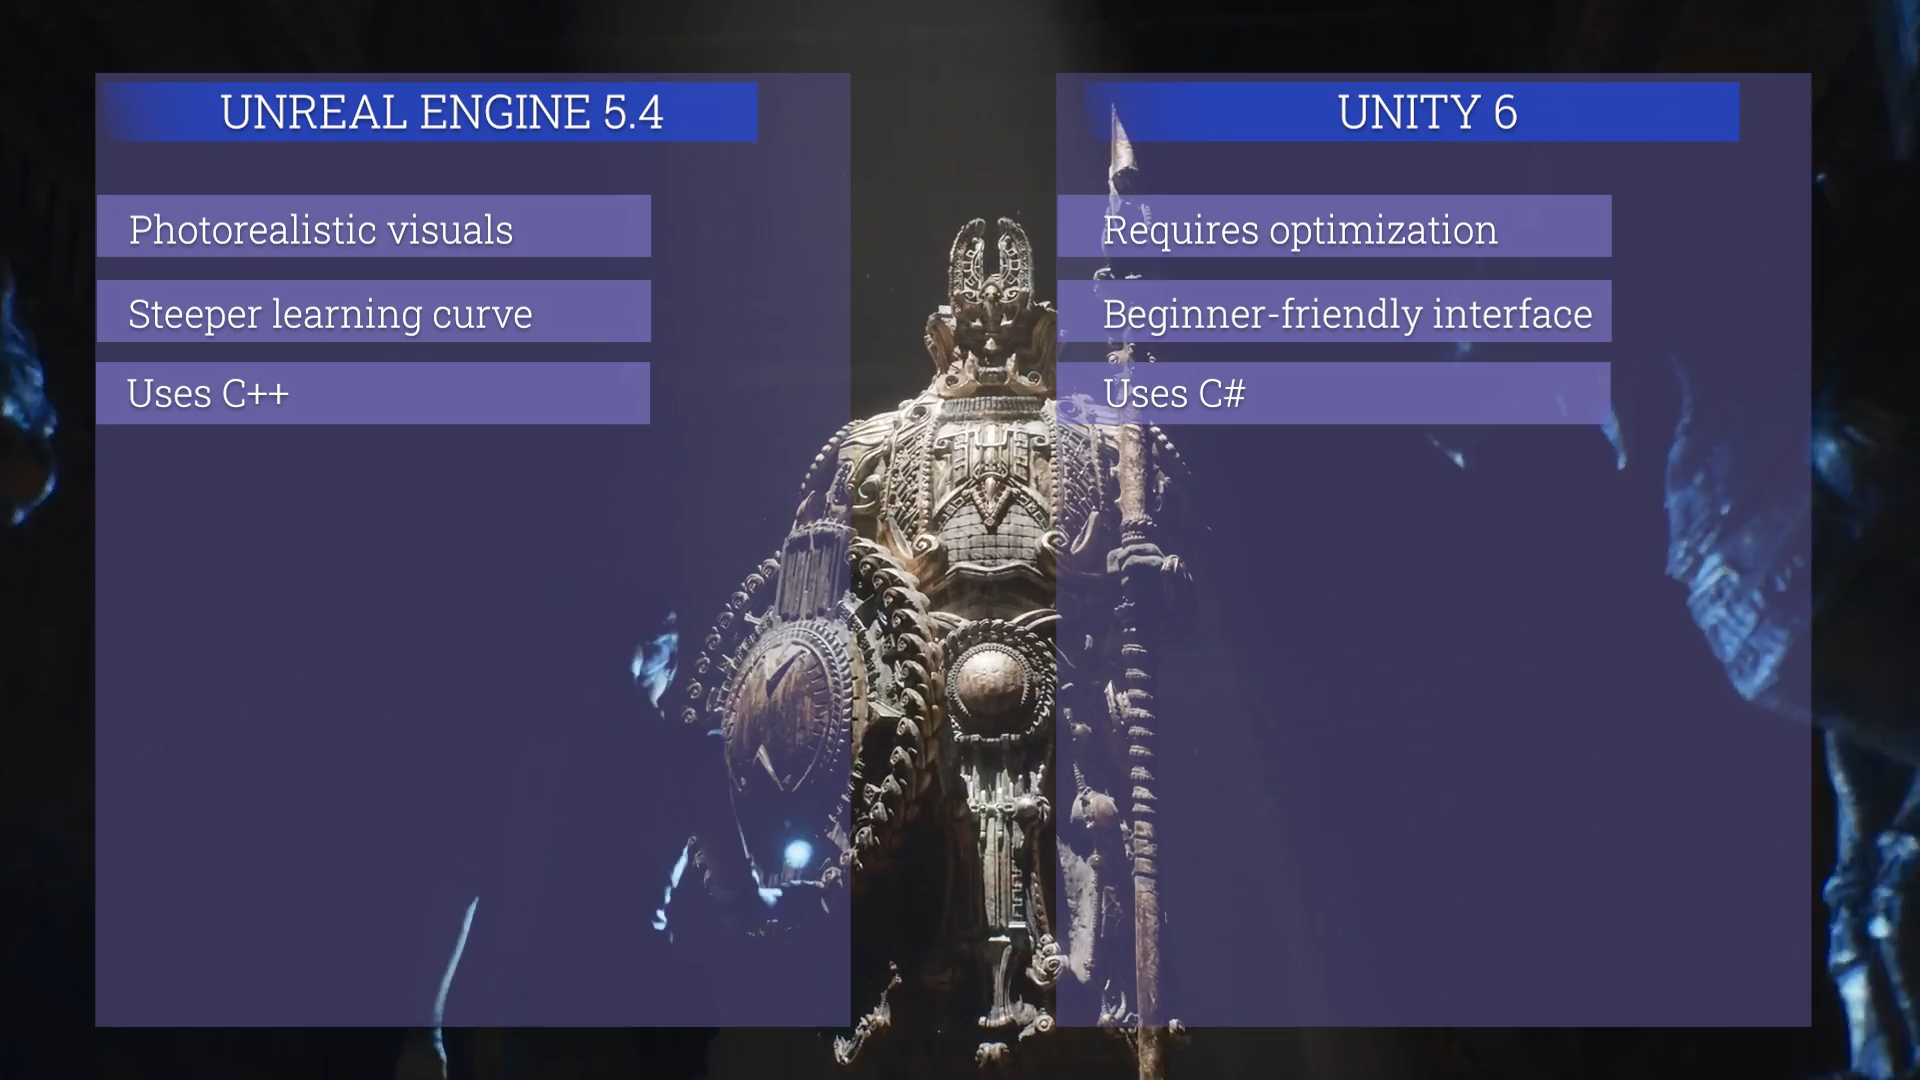 UNREAL ENGINE 5.4
Photorealistic visuals
Steeper learning curve
Uses C++
UNITY 6
Requires optimization
Beginner-friendly interface
Uses C#